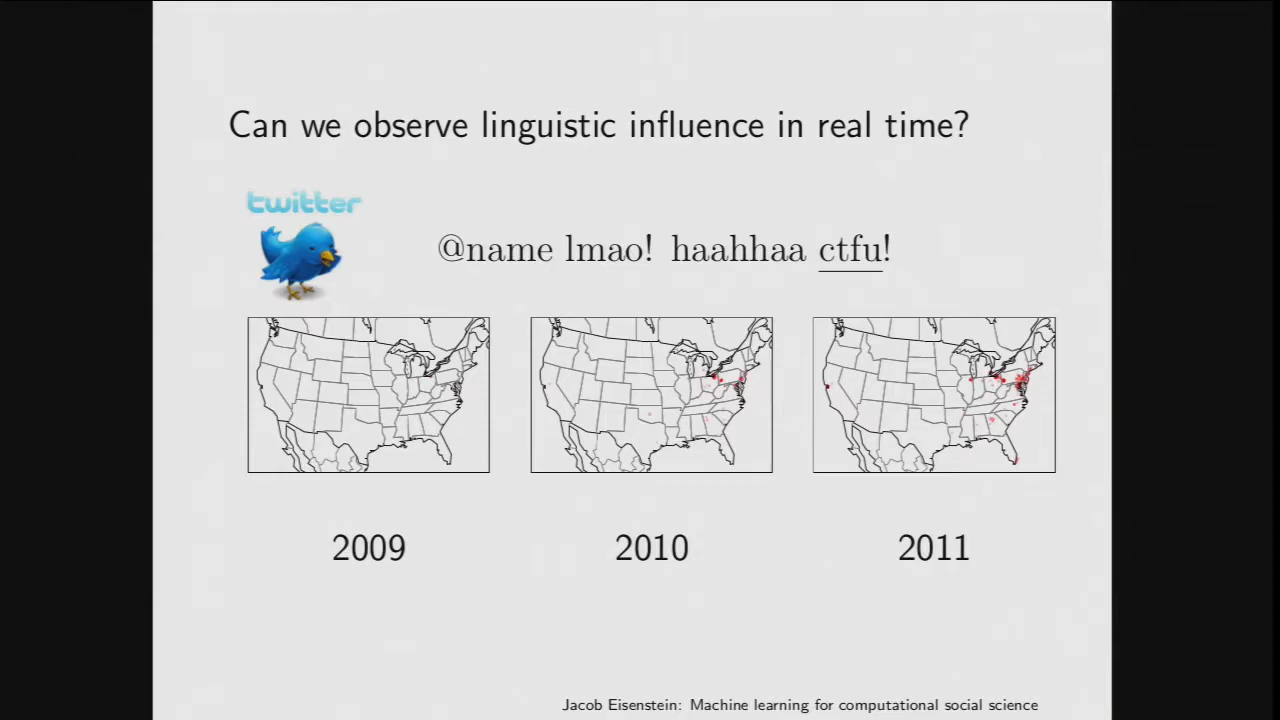 Can we observe linguistic influence in real time?
twitter
@name lmao! haahhaa ctfu!
2009 2010 2011
Jacob Eisenstein: Machine learning for computational social science